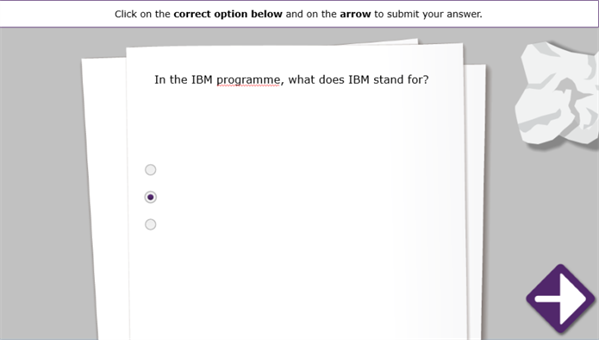 Click on the correct option below and on the arrow to submit your answer.
In the IBM programme, what does IBM stand for?